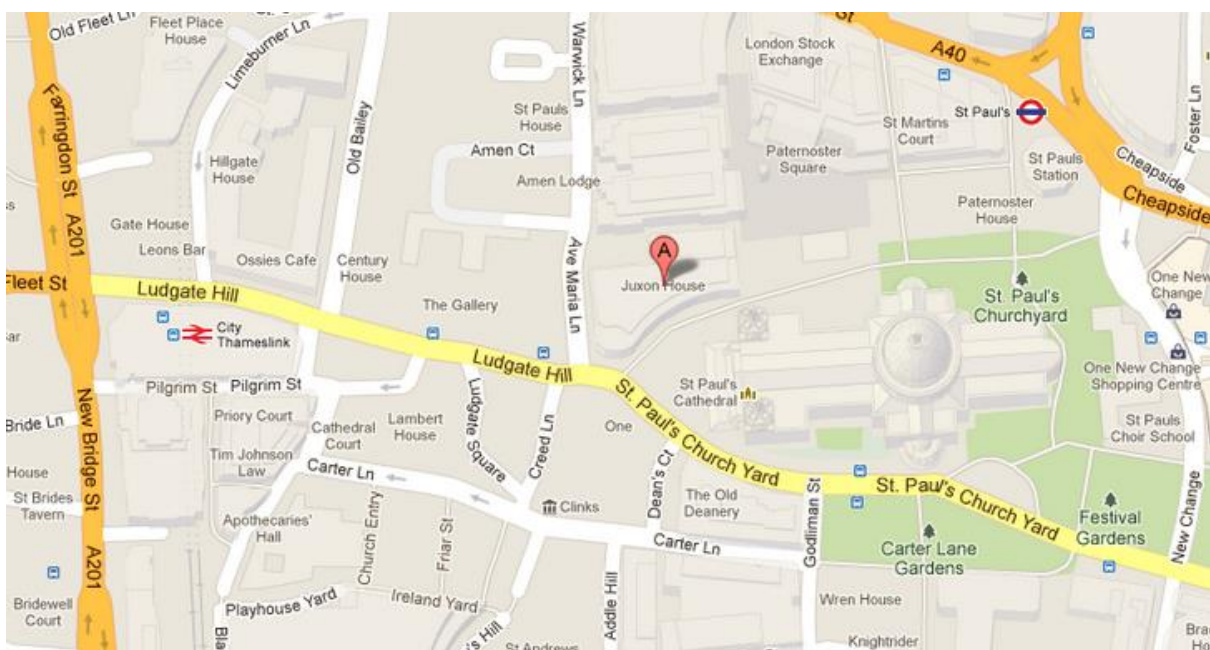 Old Fleet Ln
Fleet Place
House
Limeburner Ln
Warwick Ln
St
London Stock
Exchange
A40
Foster Ln
Farringdon St
A201
Old Bailey
St Pauls
House
Amen Ct
Amen Lodge
Hillgate
House
St Martins
Court
St Paul's
Paternoster
Square
St Pauls
Station
Cheapside
Cheapside
Paternoster
House
Gate House
Leons Bar
Ossies Cafe
Century
House
Ave Maria Ln
A
Juxon House
Fleet St
Ludgate Hill
The Gallery
St. Paul's
Churchyard
One New
Change
City
Thameslink
Ludgate Hill
One New Change
Shopping Centre
Pilgrim St
Pilgrim St
Priory Court
Lambert
House
Ludgate Square
Creed Ln
St Paul's
Cathedral
One
St. Paul's Church Yard
St Pauls
Choir School
New Bridge St
Bride Ln
Cathedral
Court
Tim Johnson
Law
Carter Ln
House
St Brides
Tavern
Apothecaries'
Hall
Church Entry
Friar St
Clinks
Dean's Ct
The Old
Deanery
Godliman St
St. Paul's Church Yard
Festival
Gardens
New Change
Carter Ln
Carter Lane
Gardens
A201
Bridewell
Court
Playhouse Yard
Ireland Yard
Addle Hill
Wren House
Bla
's Hill
St Andrews
Knightrider
Bra
Ho